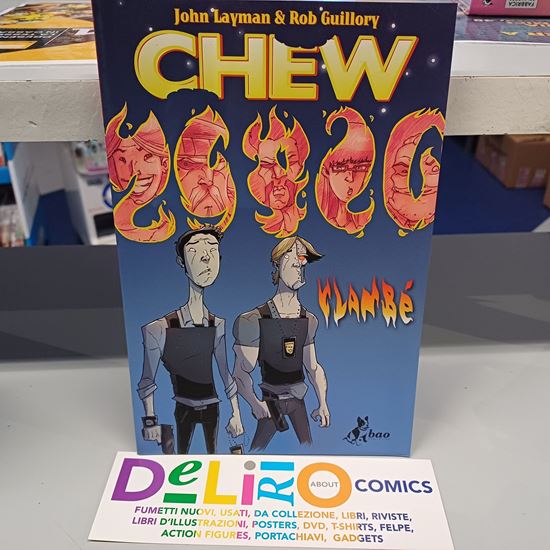 FABBRICA
John Layman & Rob Guillory
CHEW
FLAMBé
bao
DeLiRiO ABOUT COMICS
FUMETTI NUOVI, USATI, DA COLLEZIONE, LIBRI, RIVISTE,
LIBRI D'ILLUSTRAZIONI, POSTERS, DVD, T-SHIRTS, FELPE,
ACTION FIGURES, PORTACHIAVI, GADGETS